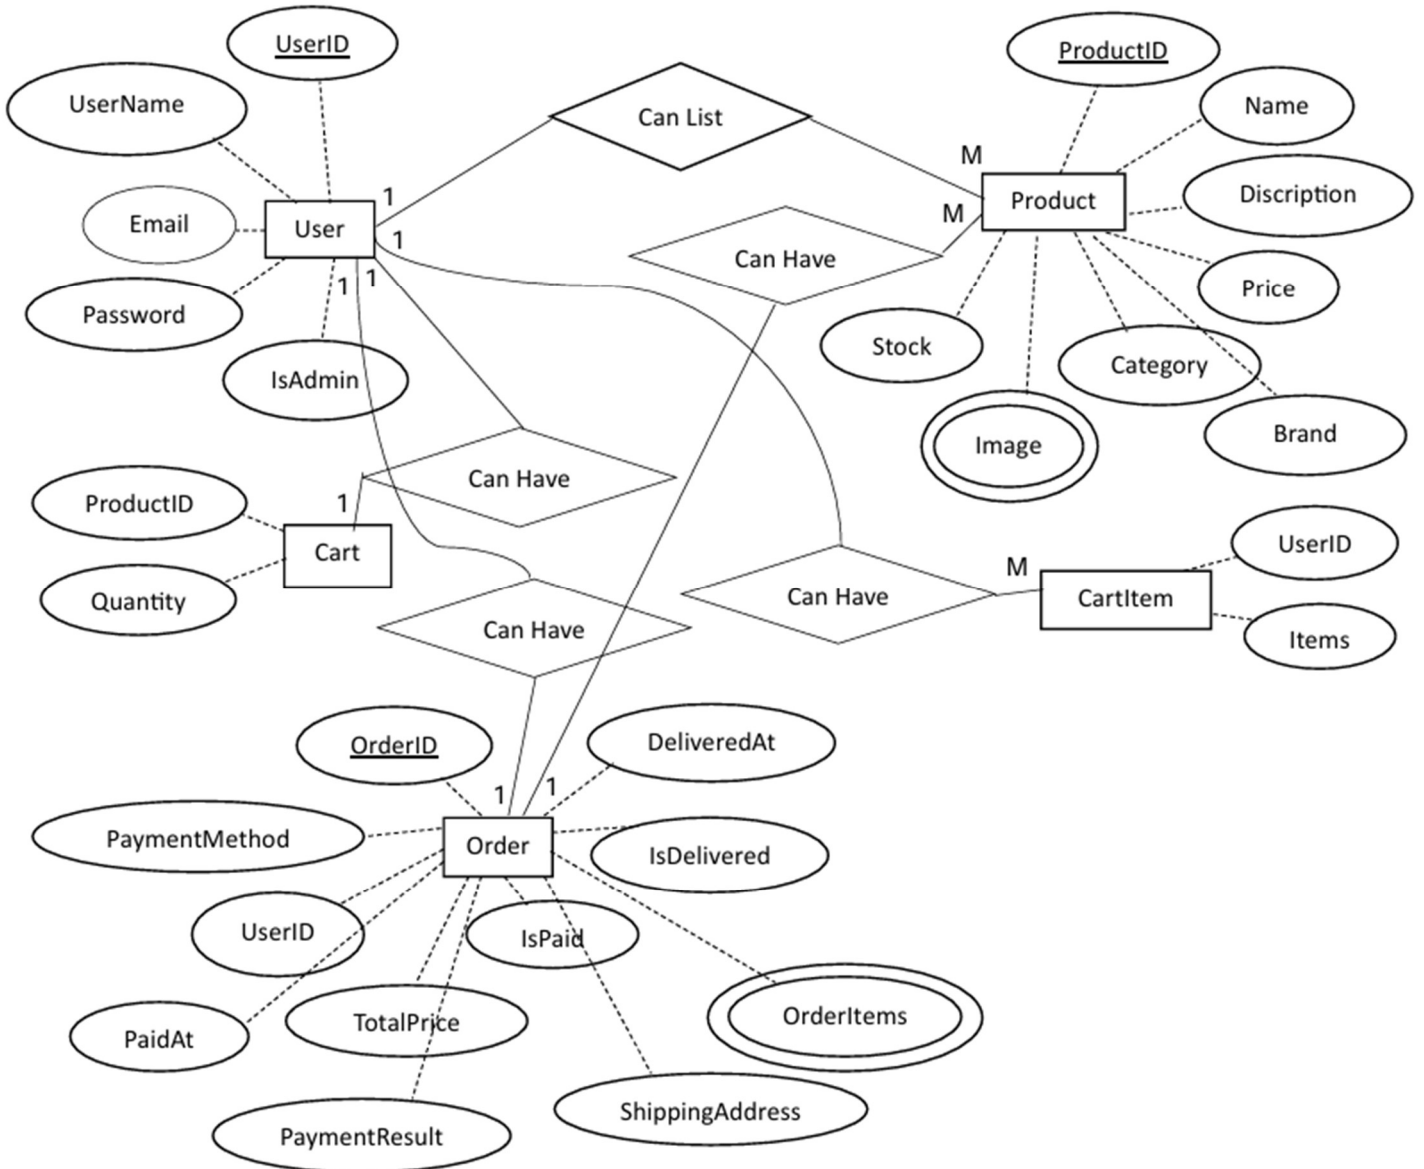 UserID
ProductID
UserName
Name
Can List
M
Product
Discription
1
M
Email
User
1
Can Have
1
1
Price
Password
Stock
Category
IsAdmin
Brand
Image
Can Have
ProductID
1
UserID
Cart
M
Can Have
CartItem
Quantity
Can Have
Items
OrderID
DeliveredAt
1
1
PaymentMethod
Order
IsDelivered
UserID
IsPaid
OrderItems
PaidAt
TotalPrice
ShippingAddress
PaymentResult